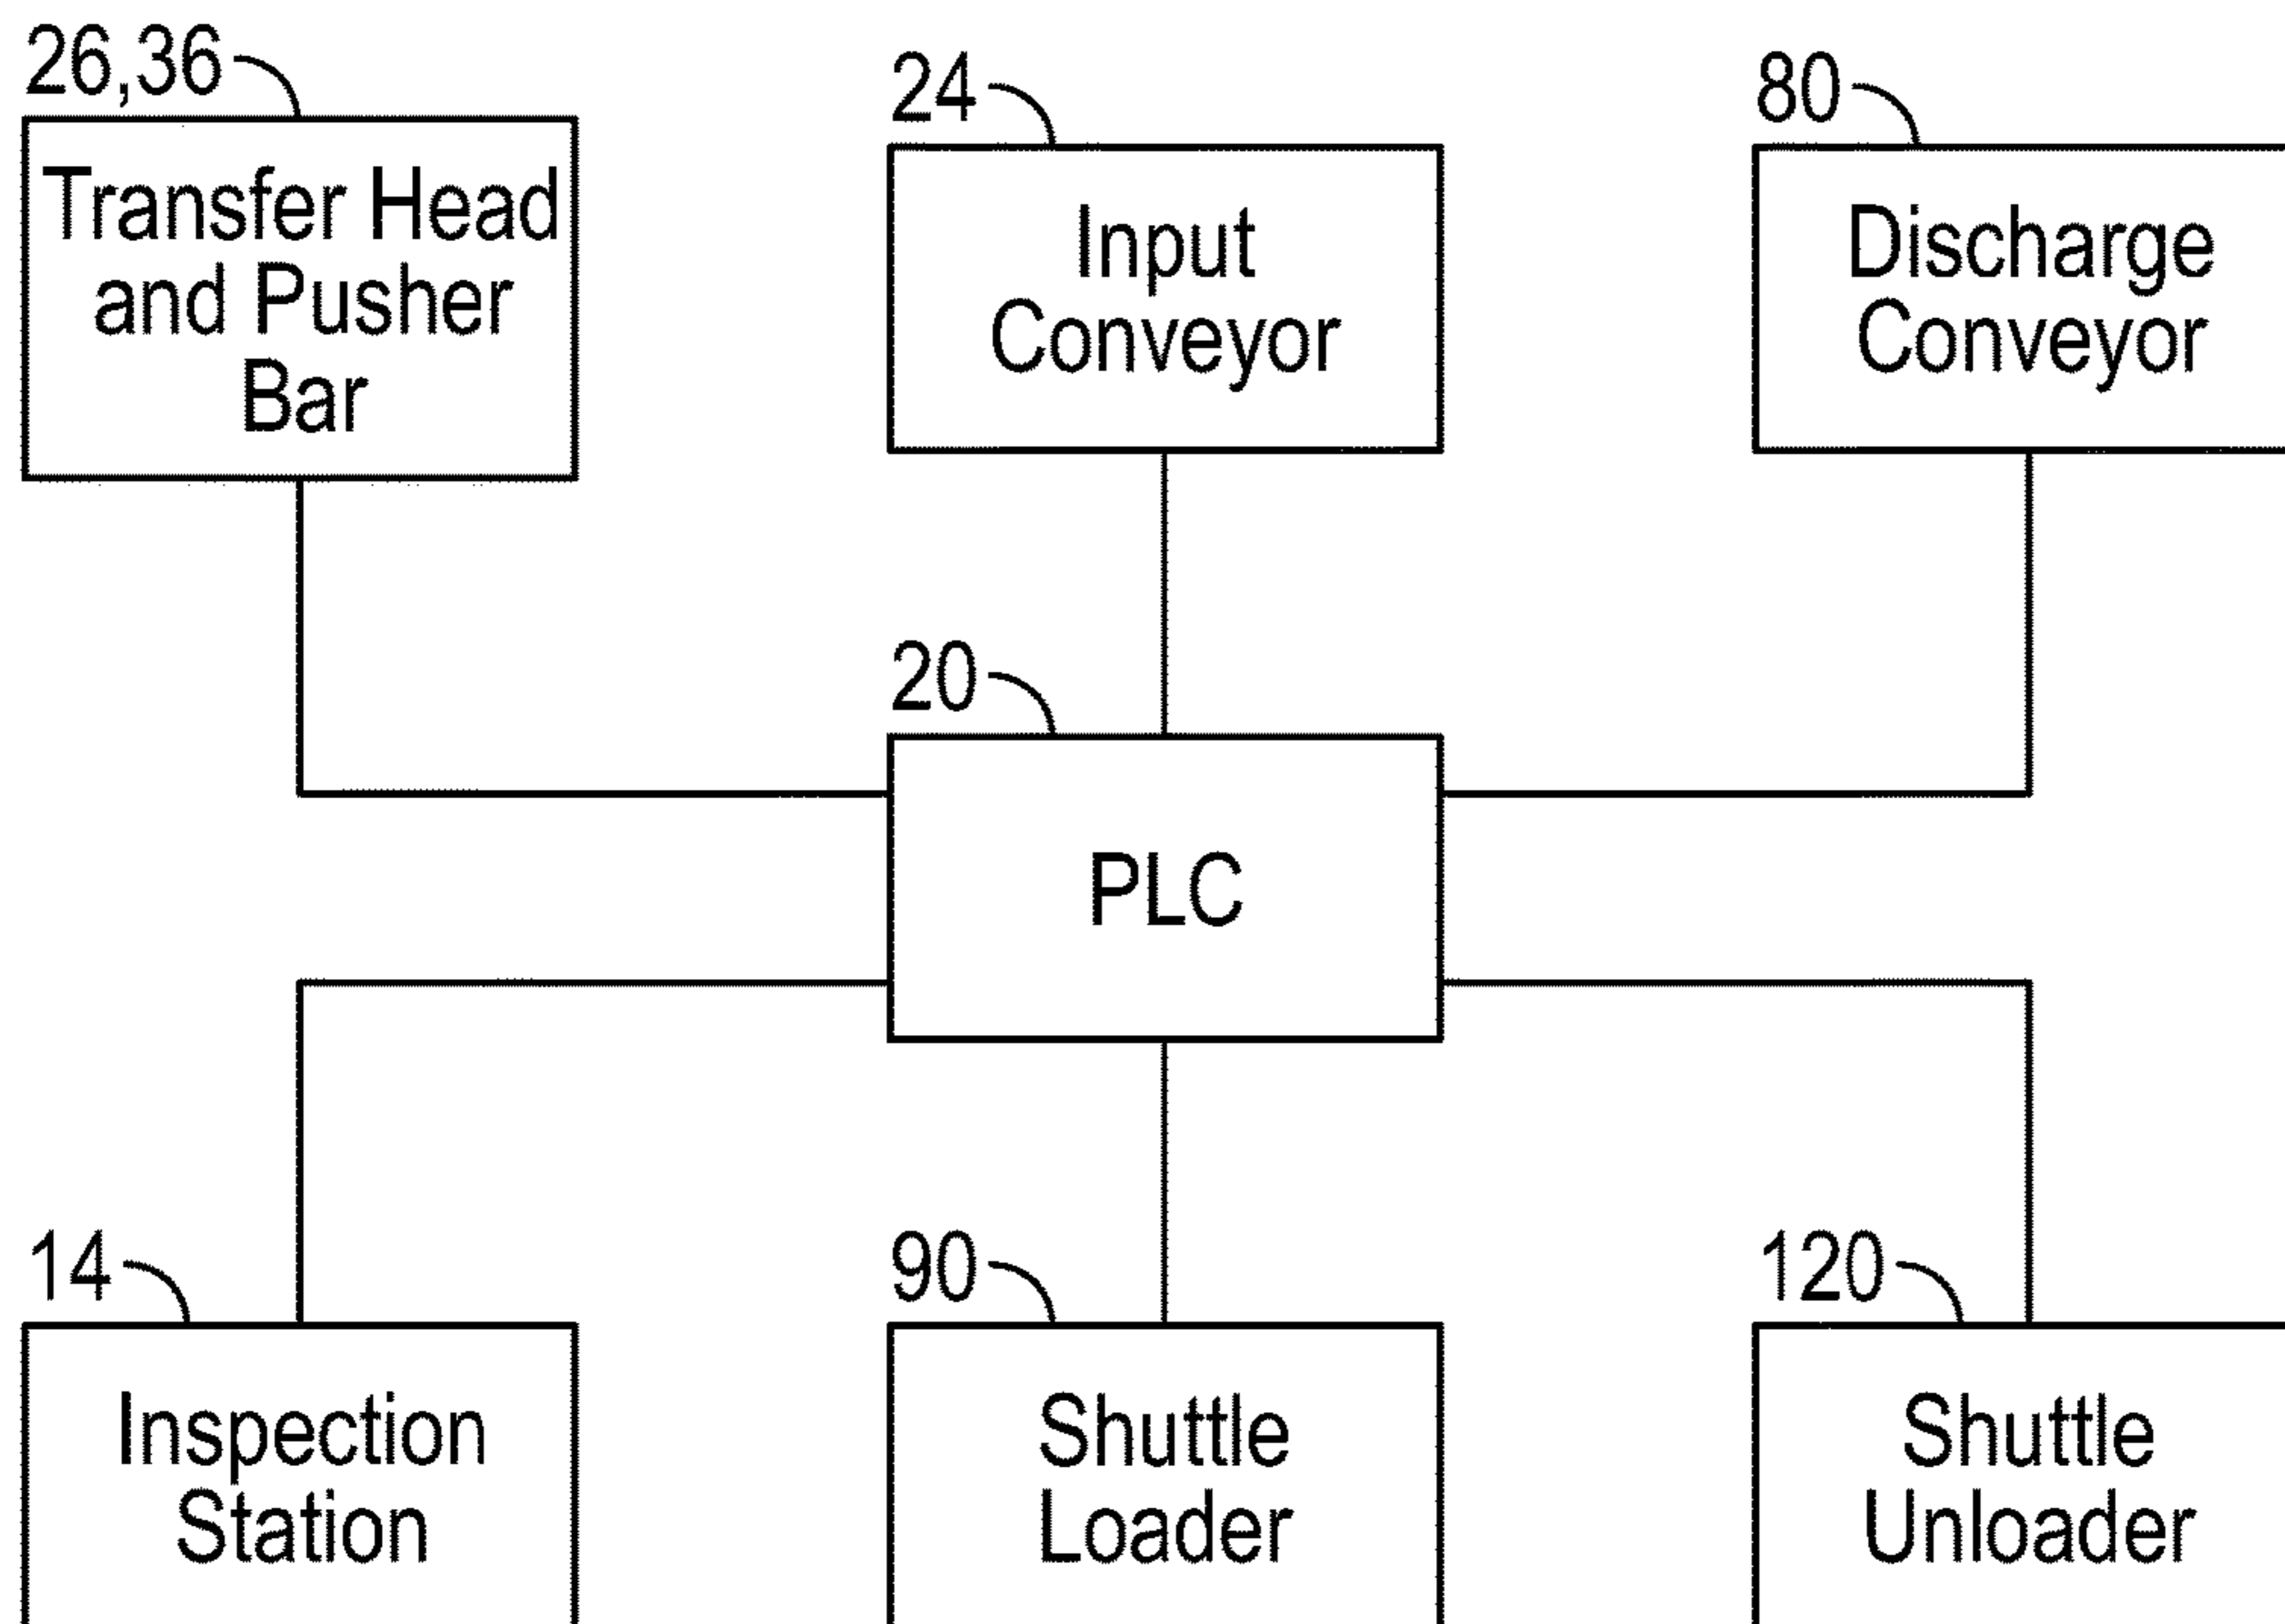 26,36
Transfer Head
and Pusher
Bar
24
Input
Conveyor
80
Discharge
Conveyor
20
PLC
14
Inspection
Station
90
Shuttle
Loader
120
Shuttle
Unloader